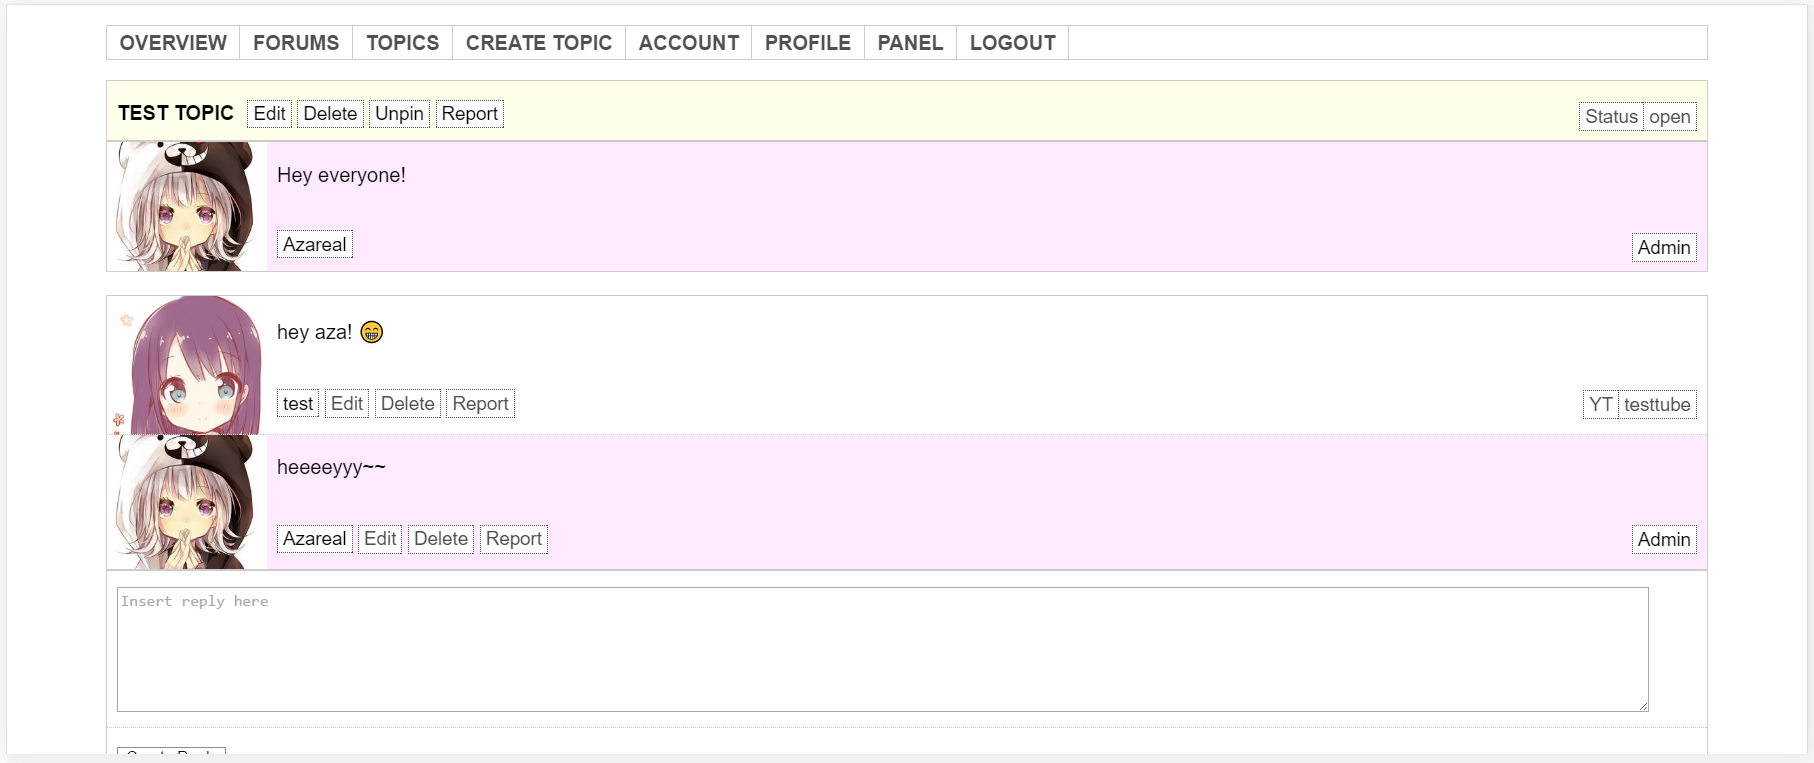 OVERVIEW FORUMS TOPICS CREATE TOPIC ACCOUNT PROFILE PANEL LOGOUT
TEST TOPIC Edit Delete Unpin Report Status open
Hey everyone!
Azareal Admin
hey aza! 😁
test Edit Delete Report YT testtube
heeeeyyy~~
Azareal Edit Delete Report Admin
Insert reply here